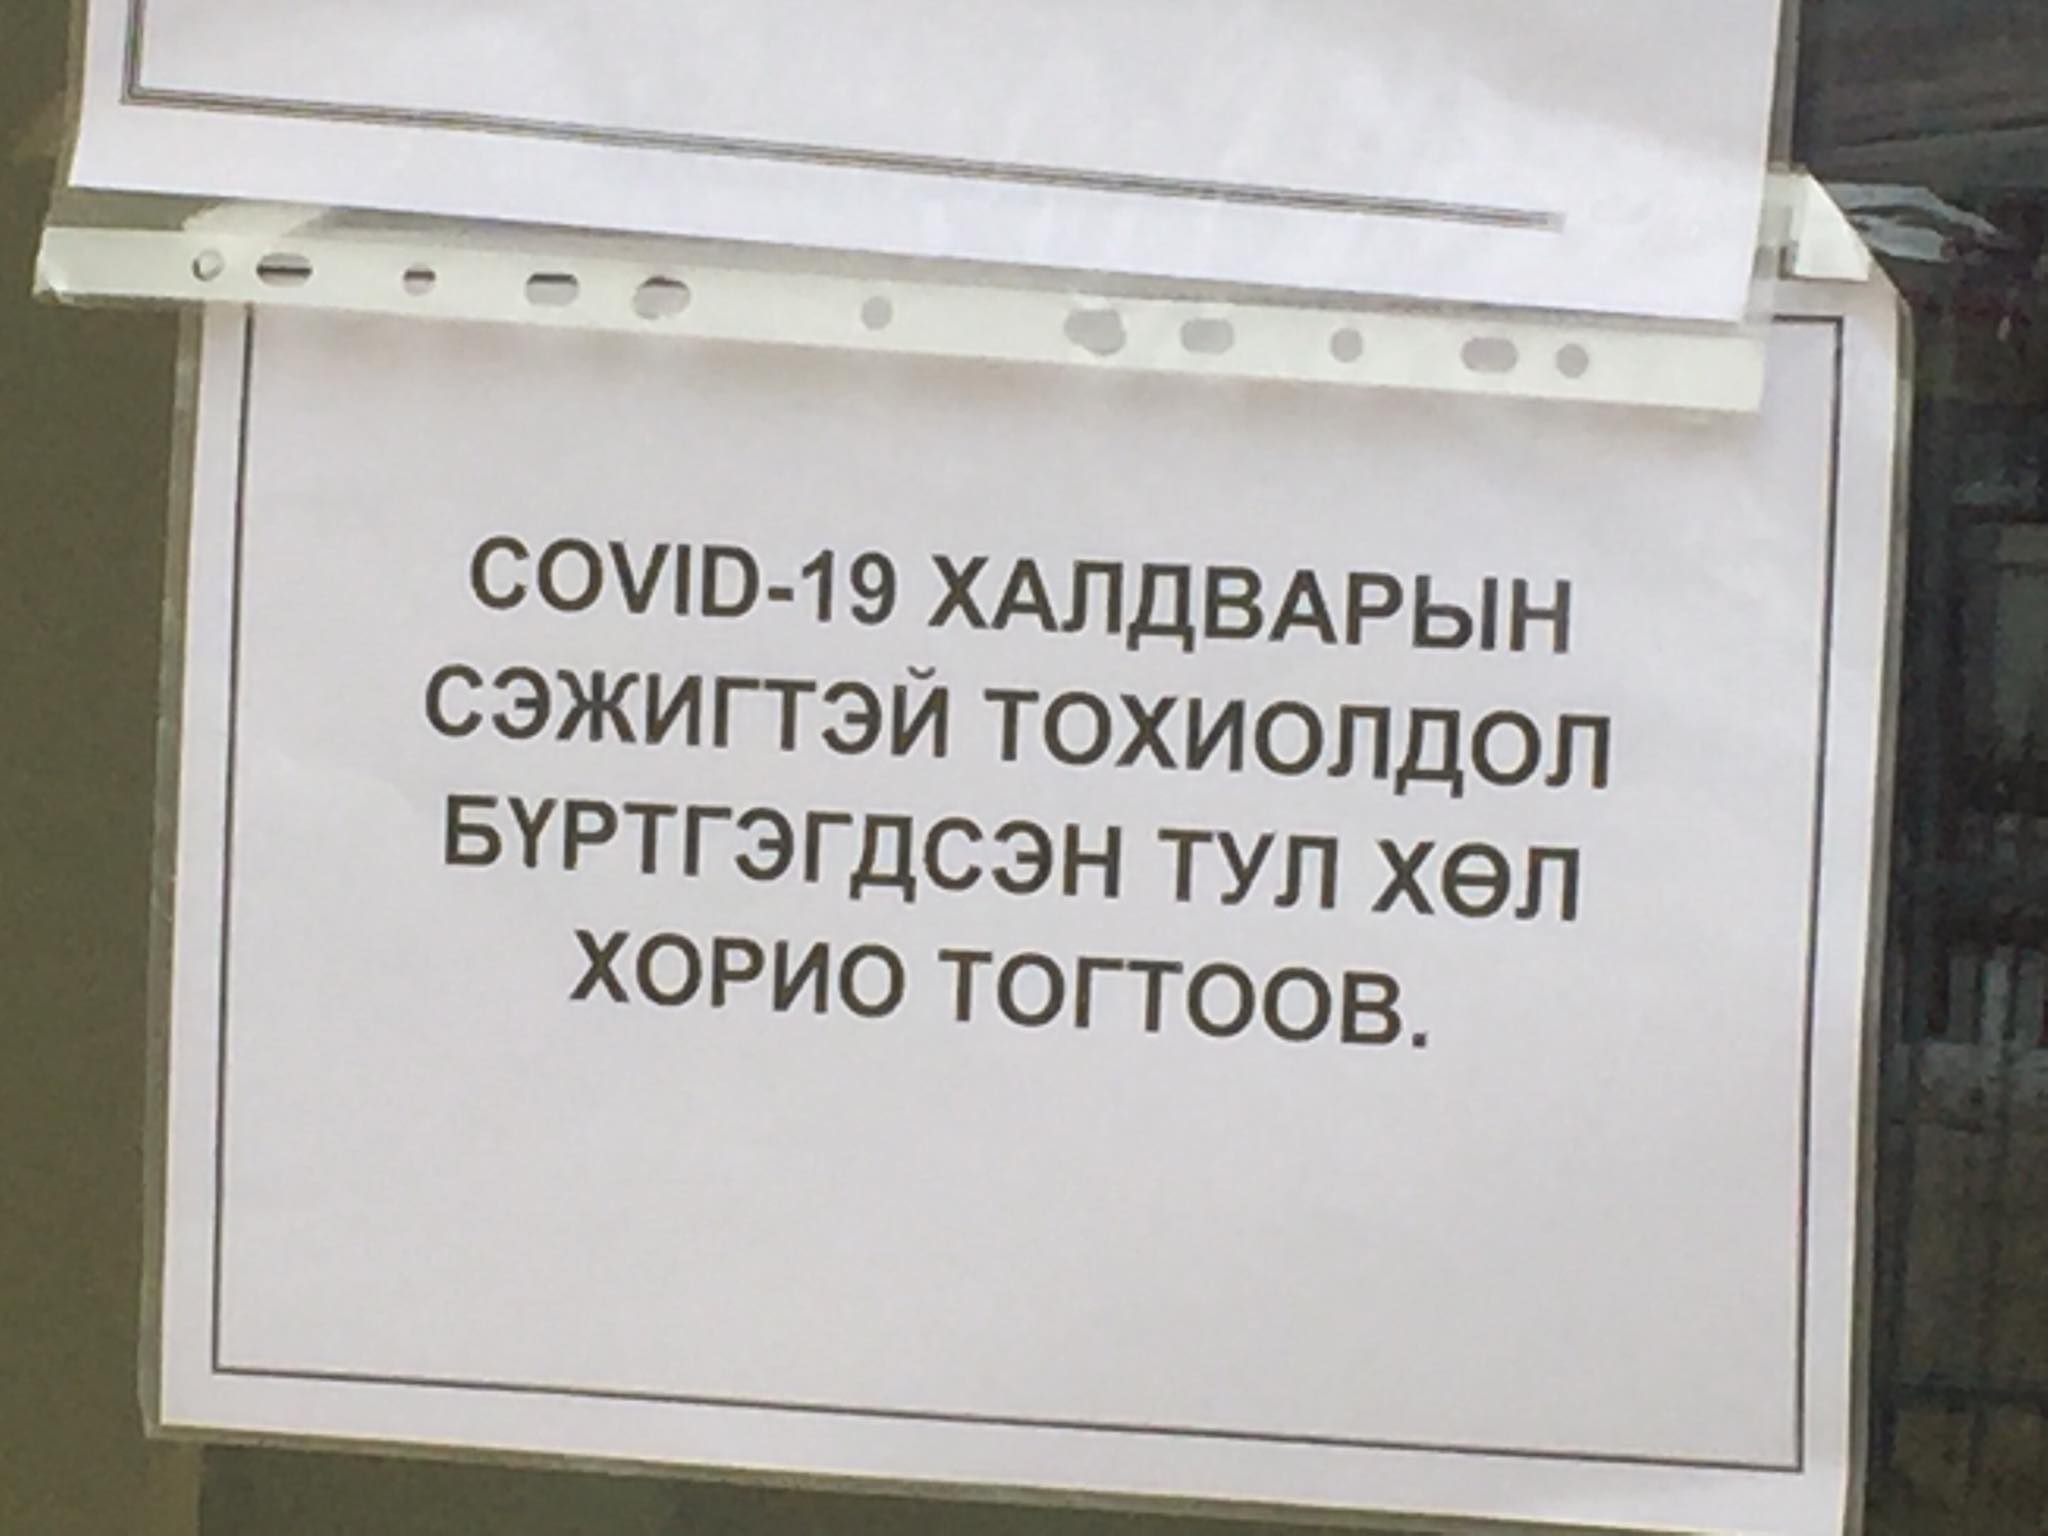 COVID-19 ХАЛДВАРЫН
СЭЖИГТЭЙ ТОХИОЛДОЛ
БҮРТГЭГДСЭН ТУЛ ХӨЛ
ХОРИО ТОГТООВ.